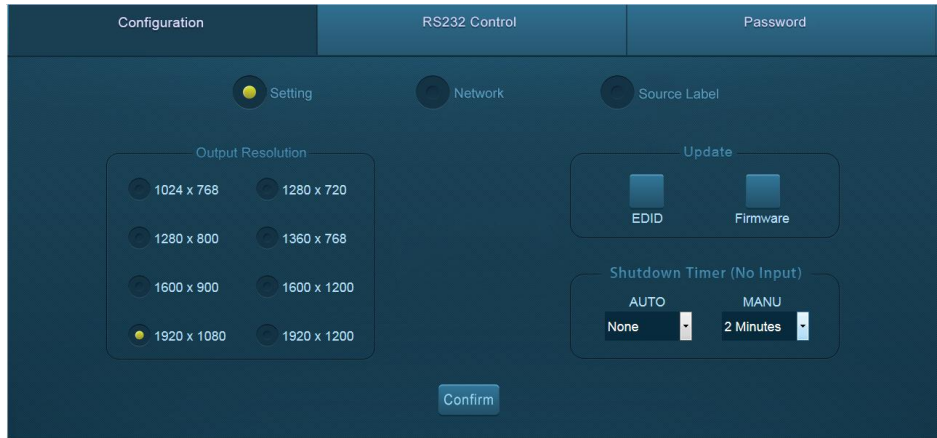 Configuration
RS232 Control
Password
Setting
Network
Source Label
Output Resolution
1024 x 768
1280 x 720
1280 x 800
1360 x 768
1600 x 900
1600 x 1200
1920 x 1080
1920 x 1200
Update
EDID
Firmware
Shutdown Timer (No Input)
AUTO
MANU
None
2 Minutes
Confirm